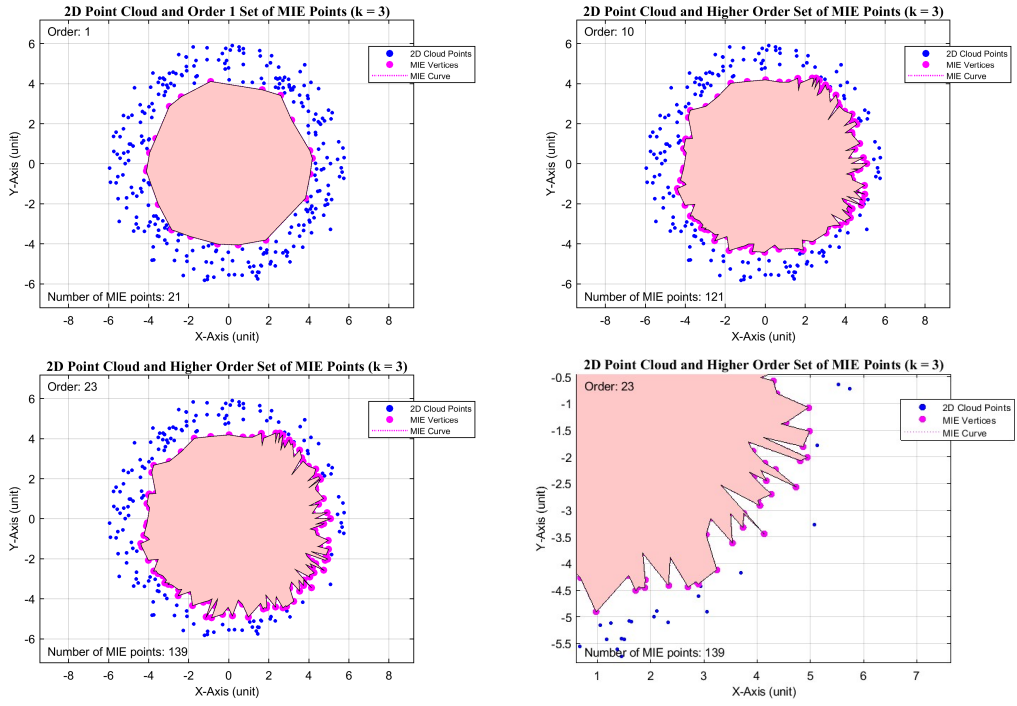 2D Point Cloud and Order 1 Set of MIE Points (k = 3)
Order: 1
2D Cloud Points
MIE Vertices
MIE Curve
6
4
2
0
-2
-4
-6
Y-Axis (unit)
Number of MIE points: 21
-8 -6 -4 -2 0 2 4 6 8
X-Axis (unit)
2D Point Cloud and Higher Order Set of MIE Points (k = 3)
Order: 10
2D Cloud Points
MIE Vertices
MIE Curve
6
4
2
0
-2
-4
-6
Y-Axis (unit)
Number of MIE points: 121
-8 -6 -4 -2 0 2 4 6 8
X-Axis (unit)
2D Point Cloud and Higher Order Set of MIE Points (k = 3)
Order: 23
2D Cloud Points
MIE Vertices
MIE Curve
6
4
2
0
-2
-4
-6
Y-Axis (unit)
Number of MIE points: 139
-8 -6 -4 -2 0 2 4 6 8
X-Axis (unit)
2D Point Cloud and Higher Order Set of MIE Points (k = 3)
Order: 23
2D Cloud Points
MIE Vertices
MIE Curve
-0.5
-1
-1.5
-2
-2.5
-3
-3.5
-4
-4.5
-5
-5.5
Y-Axis (unit)
Number of MIE points: 139
1 2 3 4 5 6 7
X-Axis (unit)